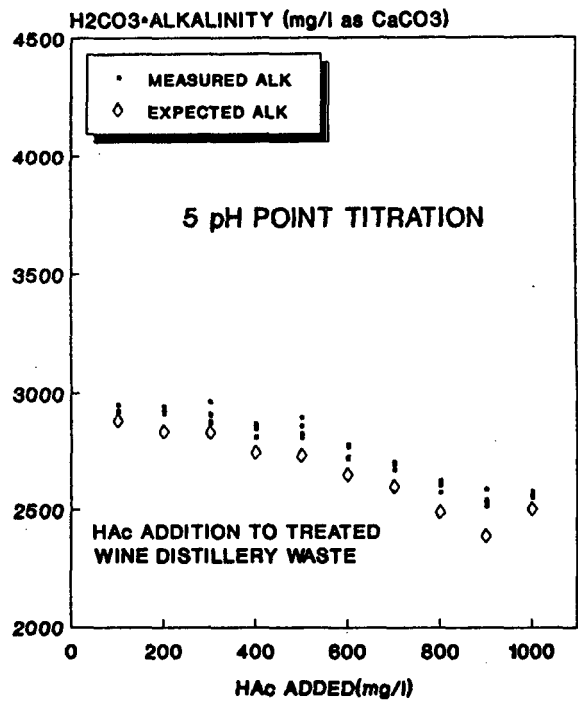 H2CO3*ALKALINITY (mg/l as CaCO3)
4500
MEASURED ALK
EXPECTED ALK
4000
5 pH POINT TITRATION
3500
3000
2500
HAc ADDITION TO TREATED
WINE DISTILLERY WASTE
2000
0 200 400 600 800 1000
HAc ADDED(mg/l)